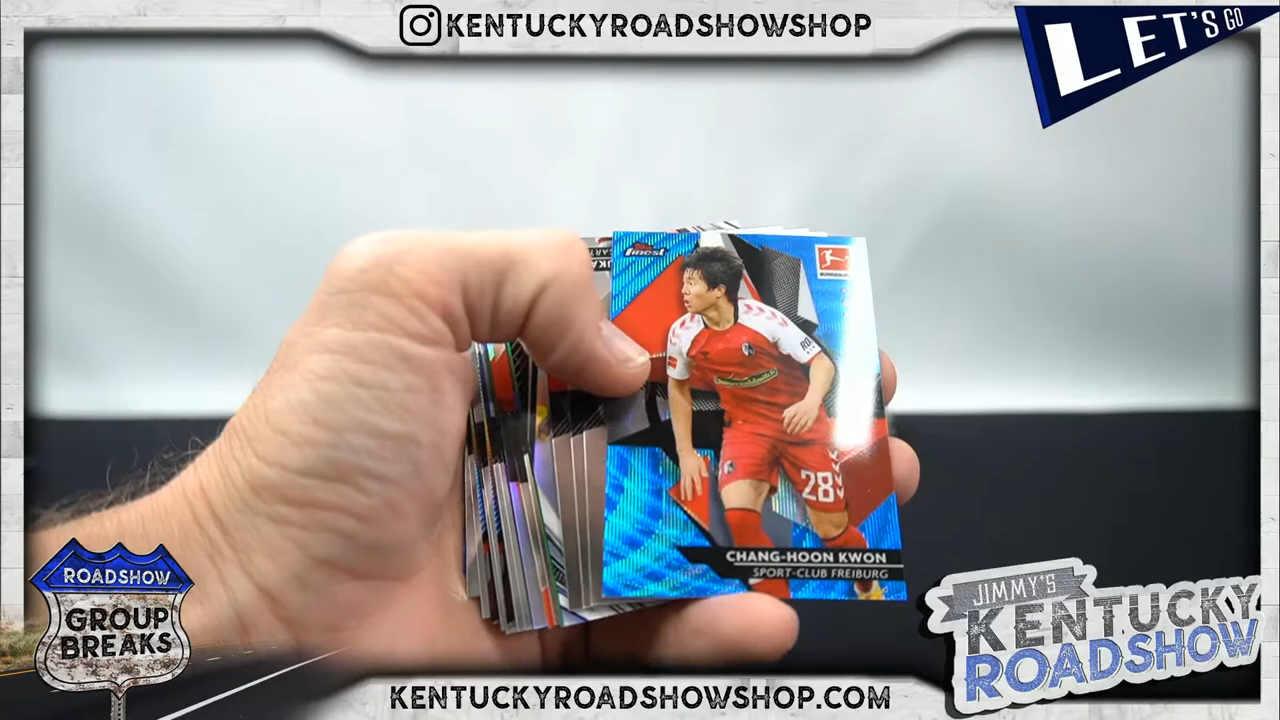 KENTUCKYROADSHOWSHOP
LET'S GO
finest
BUNDESLIGA
28
CHANG-HOON KWON
SPORT-CLUB FREIBURG
ROADSHOW
GROUP
BREAKS
JIMMY'S
KENTUCKY
ROADSHOW
KENTUCKYROADSHOWSHOP.COM